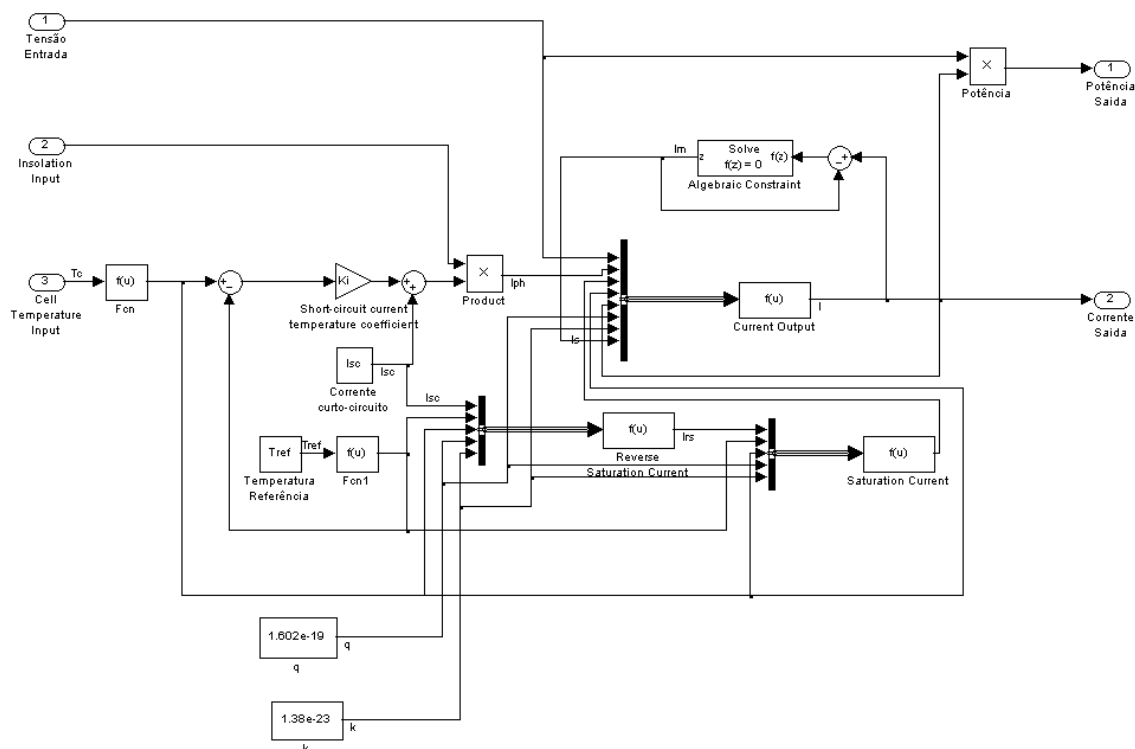 1
Tensão
Entrada
×
Potência
1
Potência
Saida
2
Insolation
Input
Im
z
Solve
f(z) = 0
f(z)
Algebraic Constraint
- +
3
Cell
Temperature
Input
Tc
f(u)
Fcn
+ -
Ki
Short-circuit current
temperature coefficient
+
+
×
Product
Iph
f(u)
Current Output
I
2
Corrente
Saida
Is
Isc
Isc
Corrente
curto-circuito
Isc
Tref
Tref
Temperatura
Referência
f(u)
Fcn1
f(u)
Reverse
Saturation Current
Irs
f(u)
Saturation Current
1.602e-19
q
q
1.38e-23
k
k